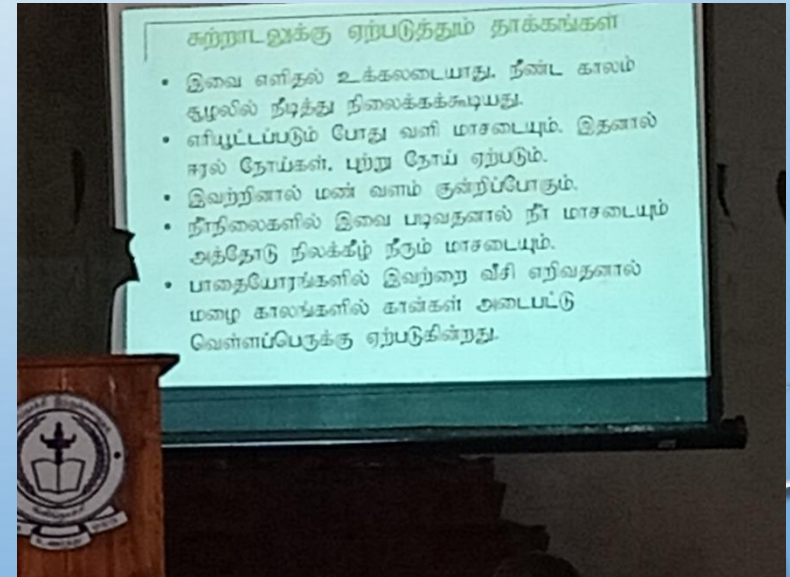 சுற்றாடலுக்கு ஏற்படுத்தும் தாக்கங்கள்
• இவை எளிதல் உக்கலடையாது. நீண்ட காலம்
சூழலில் நீடித்து நிலைக்கக்கூடியது.
• எரியூட்டப்படும் போது வளி மாசடையும். இதனால்
ஈரல் நோய்கள், புற்று நோய் ஏற்படும்.
• இவற்றினால் மண் வளம் குன்றிப்போகும்.
• நீர்நிலைகளில் இவை படிவதனால் நீர் மாசடையும்
அத்தோடு நிலக்கீழ் நீரும் மாசடையும்.
• பாதையோரங்களில் இவற்றை வீசி எறிவதனால்
மழை காலங்களில் கான்கள் அடைபட்டு
வெள்ளப்பெருக்கு ஏற்படுகின்றது.